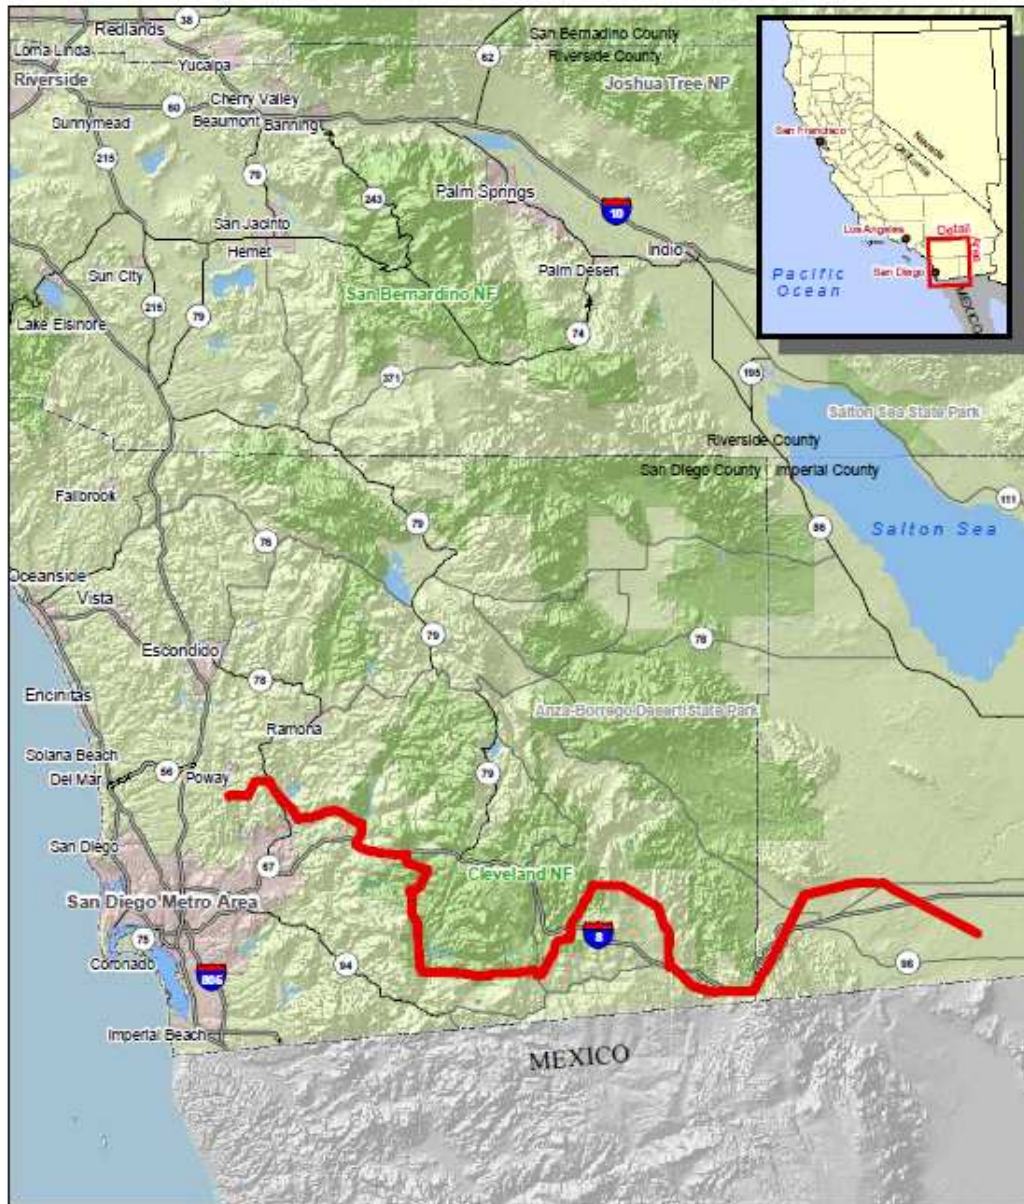 38
Redlands
San Bernadino County
Riverside County
62
Loma Linda
Yucaipa
Riverside
Joshua Tree NP
60
Cherry Valley
Sunnymead
Beaumont
Banning
215
79
243
Palm Springs
10
San Jacinto
Hemet
Indio
Sun City
Palm Desert
215
79
San Bernardino NF
Lake Elsinore
74
371
195
Salton Sea State Park
Riverside County
San Diego County
Imperial County
Fallbrook
111
79
86
Salton Sea
76
Oceanside
Vista
79
78
Escondido
78
Encinitas
Anza-Borrego Desert State Park
Ramona
Solana Beach
Del Mar
56
Poway
79
San Diego
67
Cleveland NF
San Diego Metro Area
75
8
Coronado
94
98
805
Imperial Beach
MEXICO
San Francisco
Nevada
California
Los Angeles
Detail
Area
San Diego
Pacific
Ocean
MEXICO